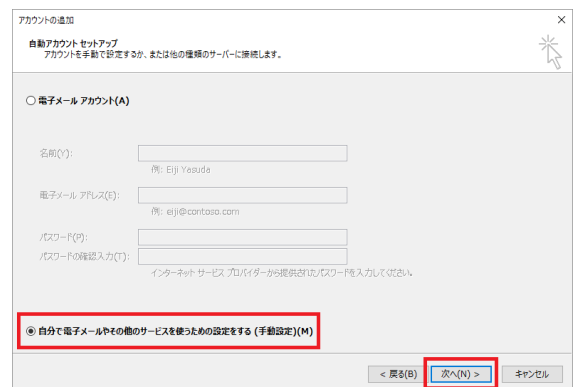 アカウントの追加
自動アカウント セットアップ
アカウントを手動で設定するか、または他の種類のサーバーに接続します。
電子メール アカウント(A)
名前(Y):
例: Eiji Yasuda
電子メール アドレス(E):
例: eiji@contoso.com
パスワード(P):
パスワードの確認入力(T):
インターネット サービス プロバイダーから提供されたパスワードを入力してください。
自分で電子メールやその他のサービスを使うための設定をする (手動設定)(M)
< 戻る(B) 次へ(N) > キャンセル